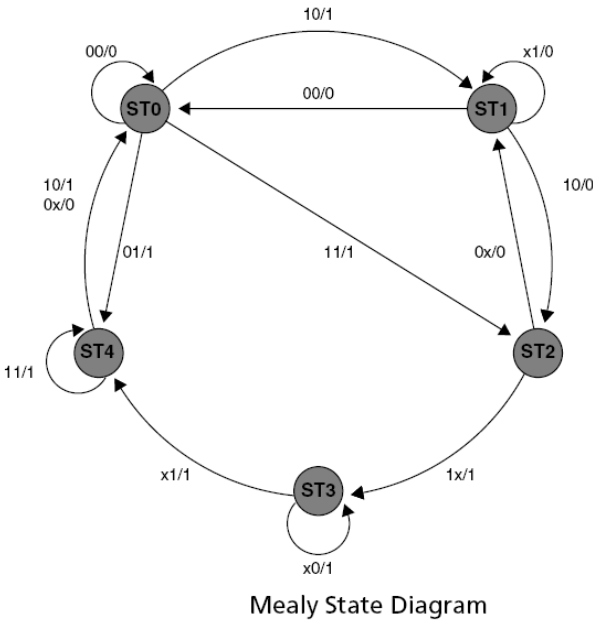 10/1
00/0
x1/0
00/0
ST0
ST1
10/1
0x/0
10/0
01/1
11/1
0x/0
ST4
ST2
11/1
x1/1
1x/1
ST3
x0/1
Mealy State Diagram